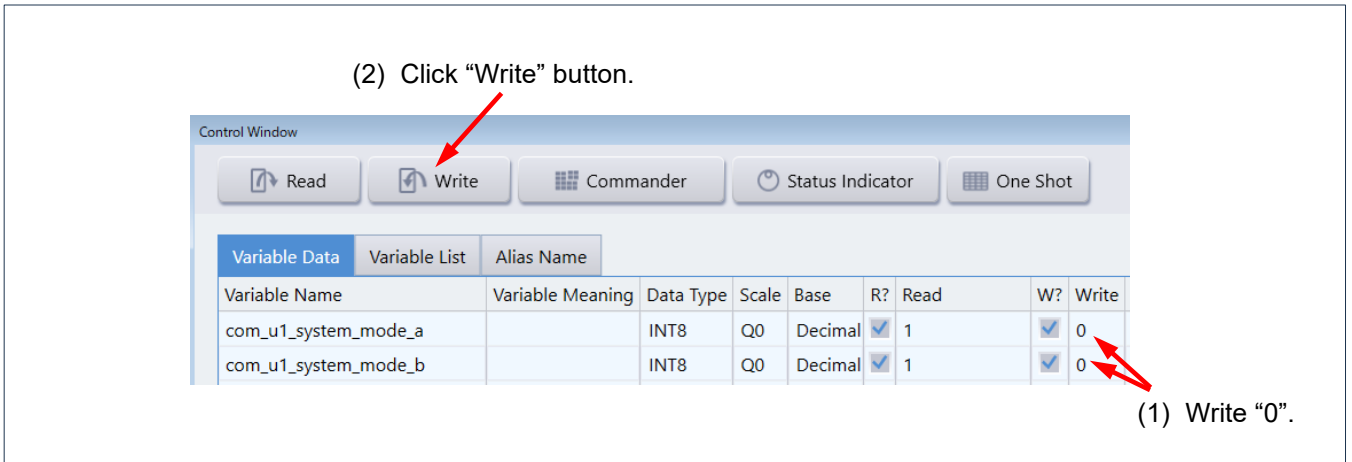 (2) Click “Write” button.
Control Window
Read Write Commander Status Indicator One Shot
Variable Data Variable List Alias Name
Variable Name Variable Meaning Data Type Scale Base R? Read W? Write
com_u1_system_mode_a INT8 Q0 Decimal 1 0
com_u1_system_mode_b INT8 Q0 Decimal 1 0
(1) Write “0”.